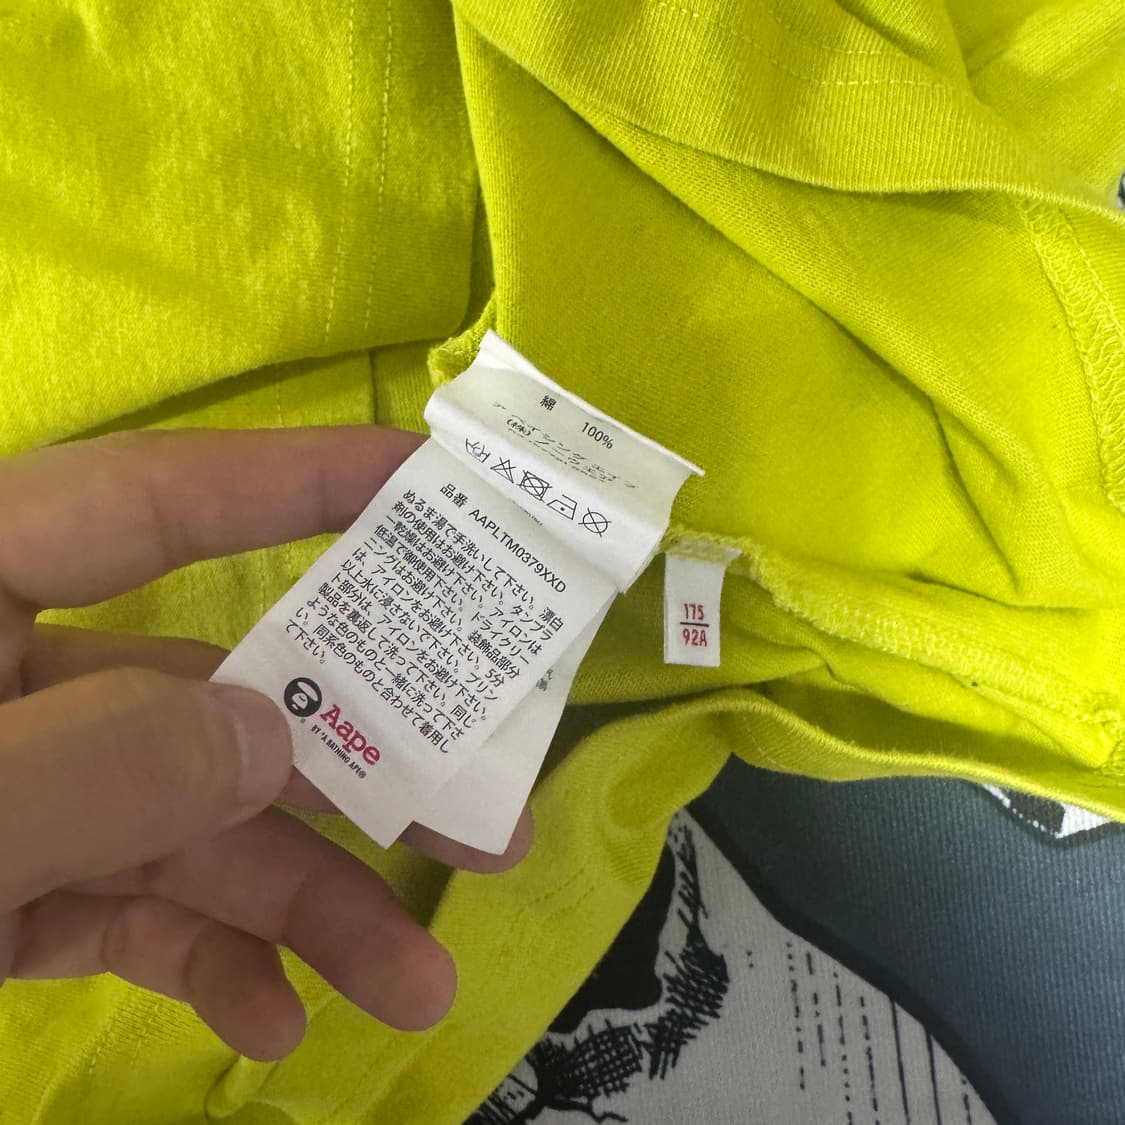 綿 100%
(株)
品番 AAPLTM0379XXD
ぬるま湯で手洗いして下さい。漂白
剤の使用はお避け下さい。タンブラ
ー乾燥はお避け下さい。アイロンは
低温で御使用下さい。ドライクリー
ニングはお避け下さい。装飾品部分
は、アイロンをお避け下さい。5分
以上水に浸さないで下さい。プリン
ト部分は、アイロンをお避け下さい。
製品を裏返して洗って下さい。同じ
ような色のものと一緒に洗って下さ
い。同系色のものと合わせて着用し
て下さい。
Aape
BY *A BATHING APE®
175
92A